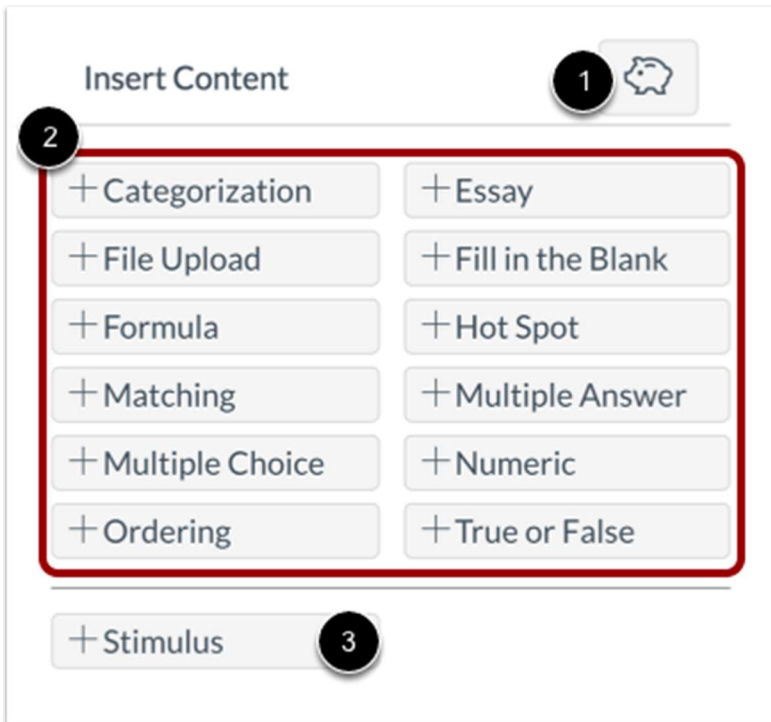 Insert Content 1
2
+ Categorization + Essay
+ File Upload + Fill in the Blank
+ Formula + Hot Spot
+ Matching + Multiple Answer
+ Multiple Choice + Numeric
+ Ordering + True or False
+ Stimulus 3